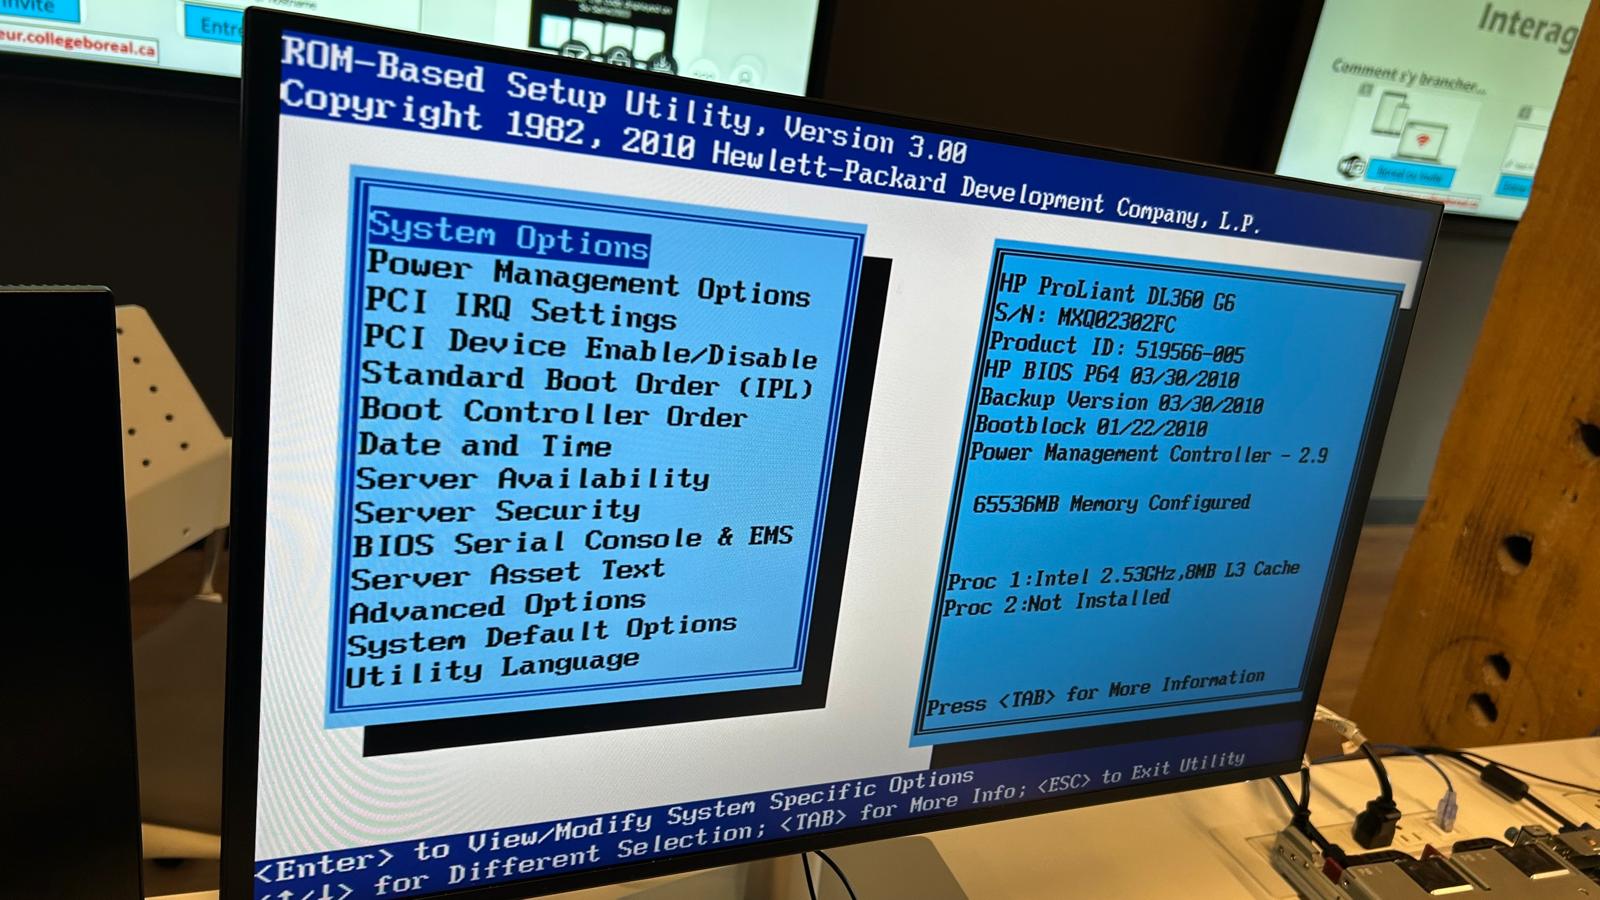 eur.collegeboreal.ca
Interag
Comment s'y brancher...
ROM-Based Setup Utility, Version 3.00
Copyright 1982, 2010 Hewlett-Packard Development Company, L.P.
System Options
Power Management Options
PCI IRQ Settings
PCI Device Enable/Disable
Standard Boot Order (IPL)
Boot Controller Order
Date and Time
Server Availability
Server Security
BIOS Serial Console & EMS
Server Asset Text
Advanced Options
System Default Options
Utility Language
HP ProLiant DL360 G6
S/N: MXQ02302FC
Product ID: 519566-005
HP BIOS P64 03/30/2010
Backup Version 03/30/2010
Bootblock 01/22/2010
Power Management Controller - 2.9
65536MB Memory Configured
Proc 1:Intel 2.53GHz,8MB L3 Cache
Proc 2:Not Installed
Press <TAB> for More Information
<Enter> to View/Modify System Specific Options
<↑/↓> for Different Selection; <TAB> for More Info; <ESC> to Exit Utility